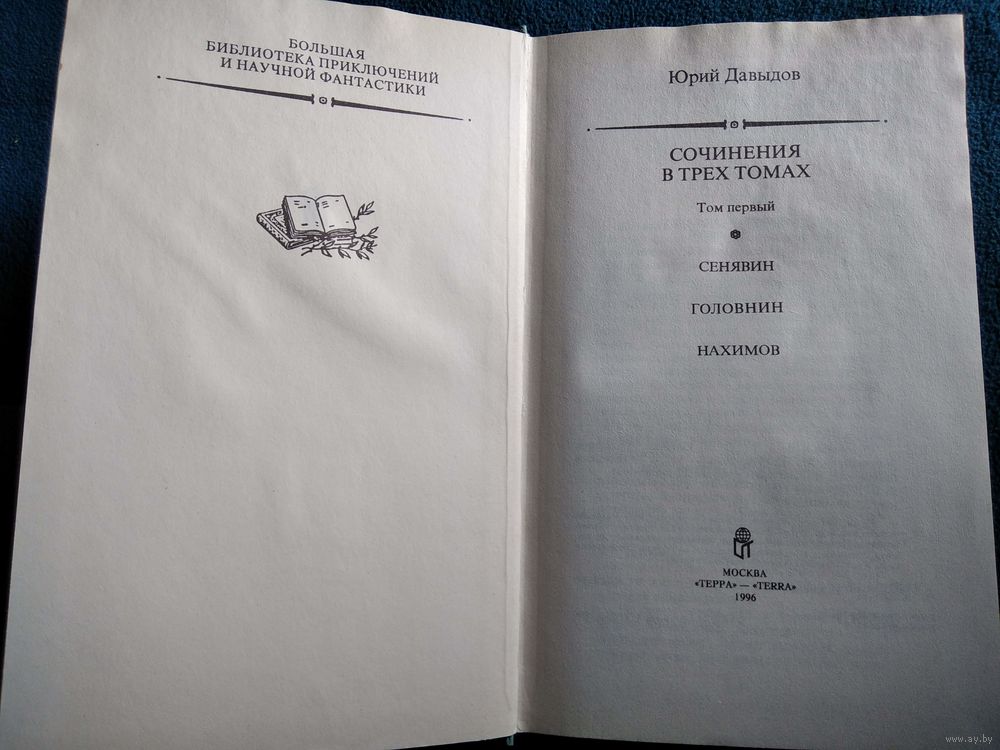 БОЛЬШАЯ
БИБЛИОТЕКА ПРИКЛЮЧЕНИЙ
И НАУЧНОЙ ФАНТАСТИКИ
Юрий Давыдов
СОЧИНЕНИЯ
В ТРЕХ ТОМАХ
Том первый
СЕНЯВИН
ГОЛОВНИН
НАХИМОВ
МОСКВА
«ТЕРРА» — «TERRA»
1996
www.ay.by